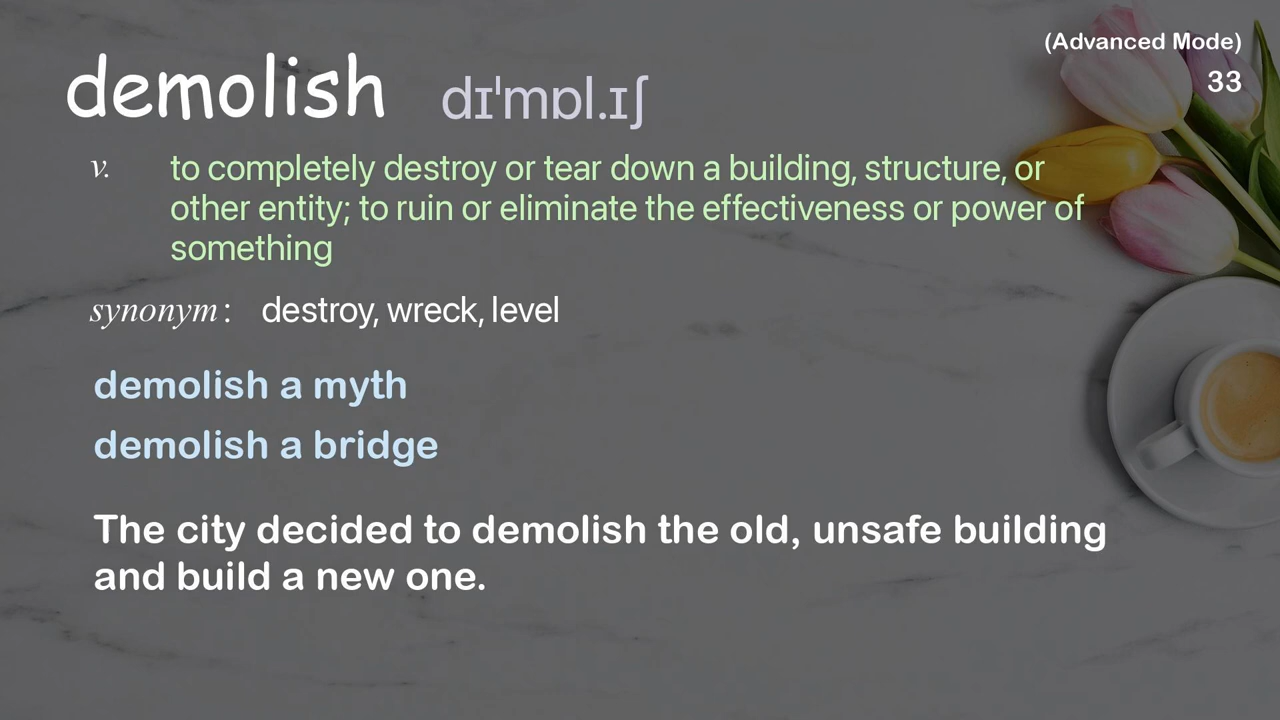 (Advanced Mode)
demolish dɪˈmɒl.ɪʃ
33
v. to completely destroy or tear down a building, structure, or
other entity; to ruin or eliminate the effectiveness or power of
something
synonym: destroy, wreck, level
demolish a myth
demolish a bridge
The city decided to demolish the old, unsafe building
and build a new one.